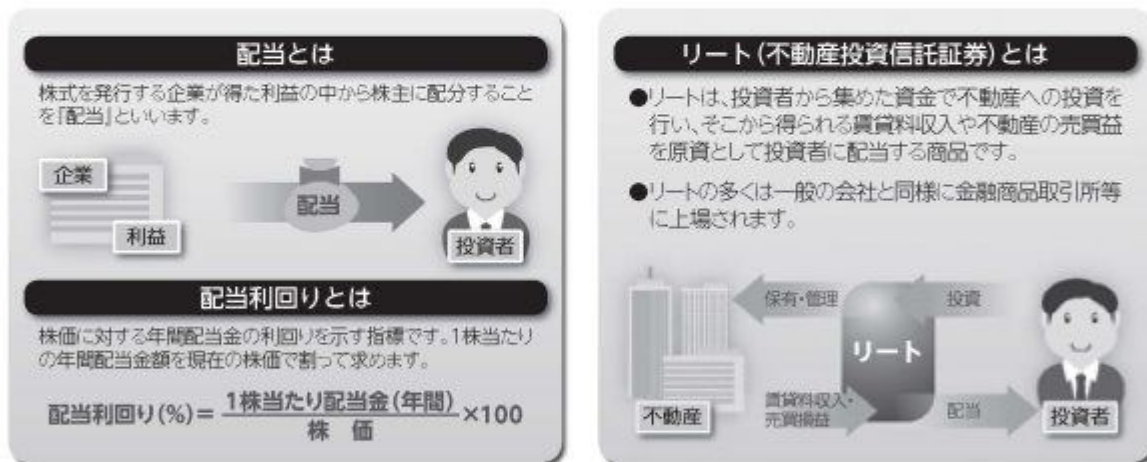 配当とは
株式を発行する企業が得た利益の中から株主に配分すること
を『配当』といいます。
企業
利益
配当
投資者
配当利回りとは
株価に対する年間配当金の利回りを示す指標です。1株当たり
の年間配当金額を現在の株価で割って求めます。
配当利回り(%)=
1株当たり配当金(年間)
株 価
×100
リート(不動産投資信託証券)とは
●リートは、投資者から集めた資金で不動産への投資を
行い、そこから得られる賃貸料収入や不動産の売買益
を原資として投資者に配当する商品です。
●リートの多くは一般の会社と同様に金融商品取引所等
に上場されます。
保有・管理
投資
リート
不動産
賃貸料収入・
売買損益
配当
投資者